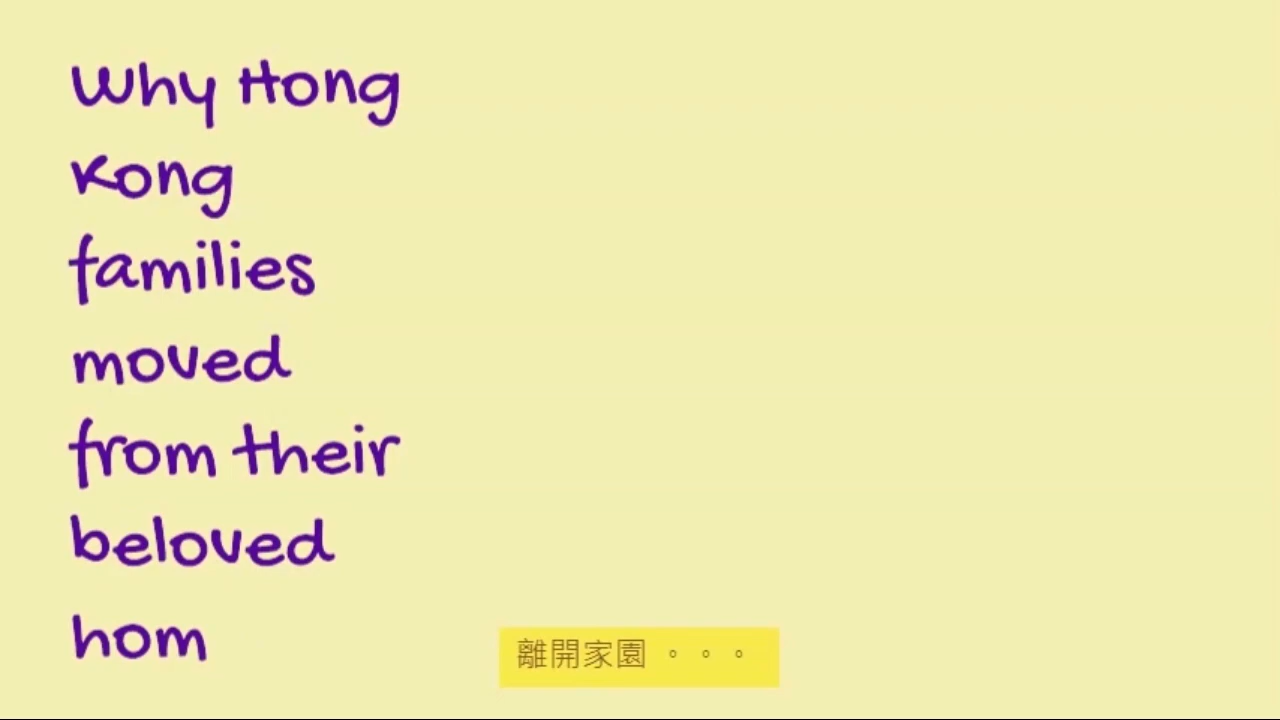 Why Hong
Kong
families
moved
from their
beloved
hom
離開家園 。。。